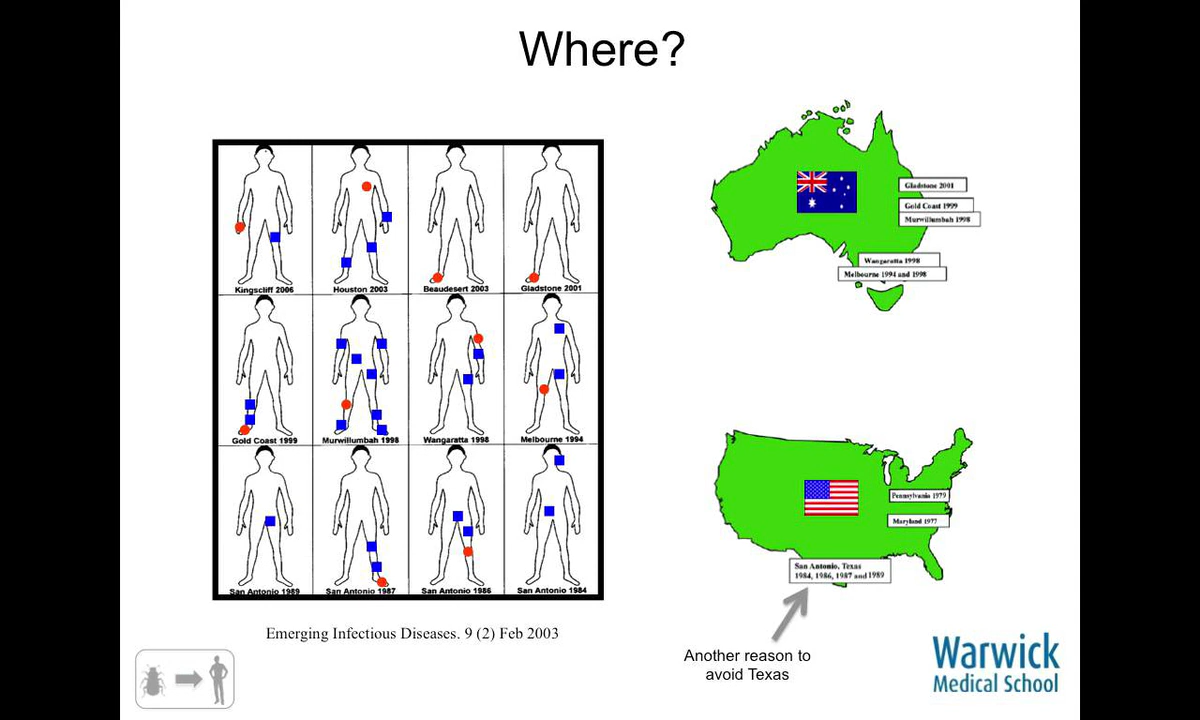 Where?
Kingscliff 2006
Houston 2003
Beaudesert 2003
Gladstone 2001
Gold Coast 1999
Murwillumbah 1998
Wangaratta 1998
Melbourne 1994
San Antonio 1989
San Antonio 1987
San Antonio 1986
San Antonio 1984
Emerging Infectious Diseases. 9 (2) Feb 2003
Gladstone 2001
Gold Coast 1999
Murwillumbah 1998
Wangaratta 1998
Melbourne 1994 and 1998
Pennsylvania 1979
Maryland 1977
San Antonio, Texas
1984, 1986, 1987 and 1989
Another reason to
avoid Texas
Warwick
Medical School